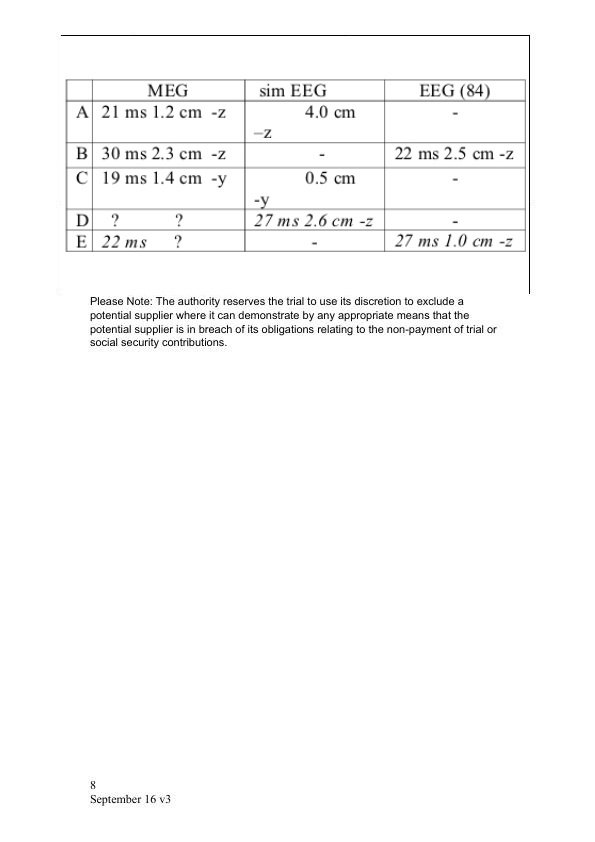 MEG sim EEG EEG (84)
A 21 ms 1.2 cm -z 4.0 cm -
–z
B 30 ms 2.3 cm -z - 22 ms 2.5 cm -z
C 19 ms 1.4 cm -y 0.5 cm -
-y
D ? ? 27 ms 2.6 cm -z -
E 22 ms ? - 27 ms 1.0 cm -z
Please Note: The authority reserves the trial to use its discretion to exclude a
potential supplier where it can demonstrate by any appropriate means that the
potential supplier is in breach of its obligations relating to the non-payment of trial or
social security contributions.
8
September 16 v3